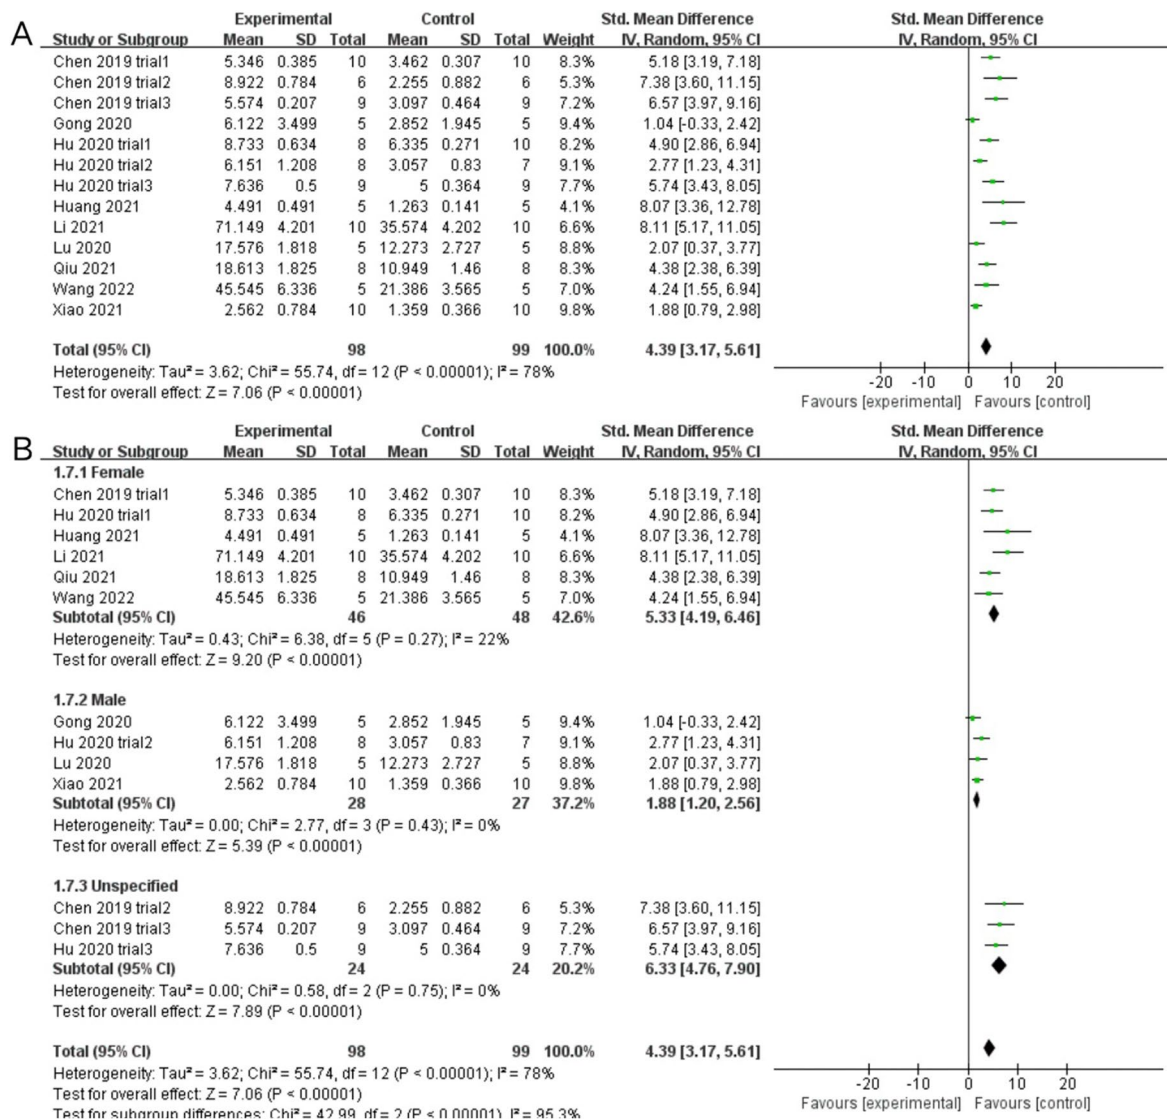 A
Experimental Control Std. Mean Difference Std. Mean Difference
Study or Subgroup Mean SD Total Mean SD Total Weight IV, Random, 95% CI IV, Random, 95% CI
Chen 2019 trial1 5.346 0.385 10 3.462 0.307 10 8.3% 5.18 [3.19, 7.18]
Chen 2019 trial2 8.922 0.784 6 2.255 0.882 6 5.3% 7.38 [3.60, 11.15]
Chen 2019 trial3 5.574 0.207 9 3.097 0.464 9 7.2% 6.57 [3.97, 9.16]
Gong 2020 6.122 3.499 5 2.852 1.945 5 9.4% 1.04 [-0.33, 2.42]
Hu 2020 trial1 8.733 0.634 8 6.335 0.271 10 8.2% 4.90 [2.86, 6.94]
Hu 2020 trial2 6.151 1.208 8 3.057 0.83 7 9.1% 2.77 [1.23, 4.31]
Hu 2020 trial3 7.636 0.5 9 5 0.364 9 7.7% 5.74 [3.43, 8.05]
Huang 2021 4.491 0.491 5 1.263 0.141 5 4.1% 8.07 [3.36, 12.78]
Li 2021 71.149 4.201 10 35.574 4.202 10 6.6% 8.11 [5.17, 11.05]
Lu 2020 17.576 1.818 5 12.273 2.727 5 8.8% 2.07 [0.37, 3.77]
Qiu 2021 18.613 1.825 8 10.949 1.46 8 8.3% 4.38 [2.38, 6.39]
Wang 2022 45.545 6.336 5 21.386 3.565 5 7.0% 4.24 [1.55, 6.94]
Xiao 2021 2.562 0.784 10 1.359 0.366 10 9.8% 1.88 [0.79, 2.98]
Total (95% CI) 98 99 100.0% 4.39 [3.17, 5.61]
Heterogeneity: Tau² = 3.62; Chi² = 55.74, df = 12 (P < 0.00001); I² = 78%
Test for overall effect: Z = 7.06 (P < 0.00001)
-20 -10 0 10 20
Favours [experimental] Favours [control]
B
Experimental Control Std. Mean Difference Std. Mean Difference
Study or Subgroup Mean SD Total Mean SD Total Weight IV, Random, 95% CI IV, Random, 95% CI
1.7.1 Female
Chen 2019 trial1 5.346 0.385 10 3.462 0.307 10 8.3% 5.18 [3.19, 7.18]
Hu 2020 trial1 8.733 0.634 8 6.335 0.271 10 8.2% 4.90 [2.86, 6.94]
Huang 2021 4.491 0.491 5 1.263 0.141 5 4.1% 8.07 [3.36, 12.78]
Li 2021 71.149 4.201 10 35.574 4.202 10 6.6% 8.11 [5.17, 11.05]
Qiu 2021 18.613 1.825 8 10.949 1.46 8 8.3% 4.38 [2.38, 6.39]
Wang 2022 45.545 6.336 5 21.386 3.565 5 7.0% 4.24 [1.55, 6.94]
Subtotal (95% CI) 46 48 42.6% 5.33 [4.19, 6.46]
Heterogeneity: Tau² = 0.43; Chi² = 6.38, df = 5 (P = 0.27); I² = 22%
Test for overall effect: Z = 9.20 (P < 0.00001)
1.7.2 Male
Gong 2020 6.122 3.499 5 2.852 1.945 5 9.4% 1.04 [-0.33, 2.42]
Hu 2020 trial2 6.151 1.208 8 3.057 0.83 7 9.1% 2.77 [1.23, 4.31]
Lu 2020 17.576 1.818 5 12.273 2.727 5 8.8% 2.07 [0.37, 3.77]
Xiao 2021 2.562 0.784 10 1.359 0.366 10 9.8% 1.88 [0.79, 2.98]
Subtotal (95% CI) 28 27 37.2% 1.88 [1.20, 2.56]
Heterogeneity: Tau² = 0.00; Chi² = 2.77, df = 3 (P = 0.43); I² = 0%
Test for overall effect: Z = 5.39 (P < 0.00001)
1.7.3 Unspecified
Chen 2019 trial2 8.922 0.784 6 2.255 0.882 6 5.3% 7.38 [3.60, 11.15]
Chen 2019 trial3 5.574 0.207 9 3.097 0.464 9 7.2% 6.57 [3.97, 9.16]
Hu 2020 trial3 7.636 0.5 9 5 0.364 9 7.7% 5.74 [3.43, 8.05]
Subtotal (95% CI) 24 24 20.2% 6.33 [4.76, 7.90]
Heterogeneity: Tau² = 0.00; Chi² = 0.58, df = 2 (P = 0.75); I² = 0%
Test for overall effect: Z = 7.89 (P < 0.00001)
Total (95% CI) 98 99 100.0% 4.39 [3.17, 5.61]
Heterogeneity: Tau² = 3.62; Chi² = 55.74, df = 12 (P < 0.00001); I² = 78%
Test for overall effect: Z = 7.06 (P < 0.00001)
Test for subgroup differences: Chi² = 42.99, df = 2 (P < 0.00001), I² = 95.3%
-20 -10 0 10 20
Favours [experimental] Favours [control]